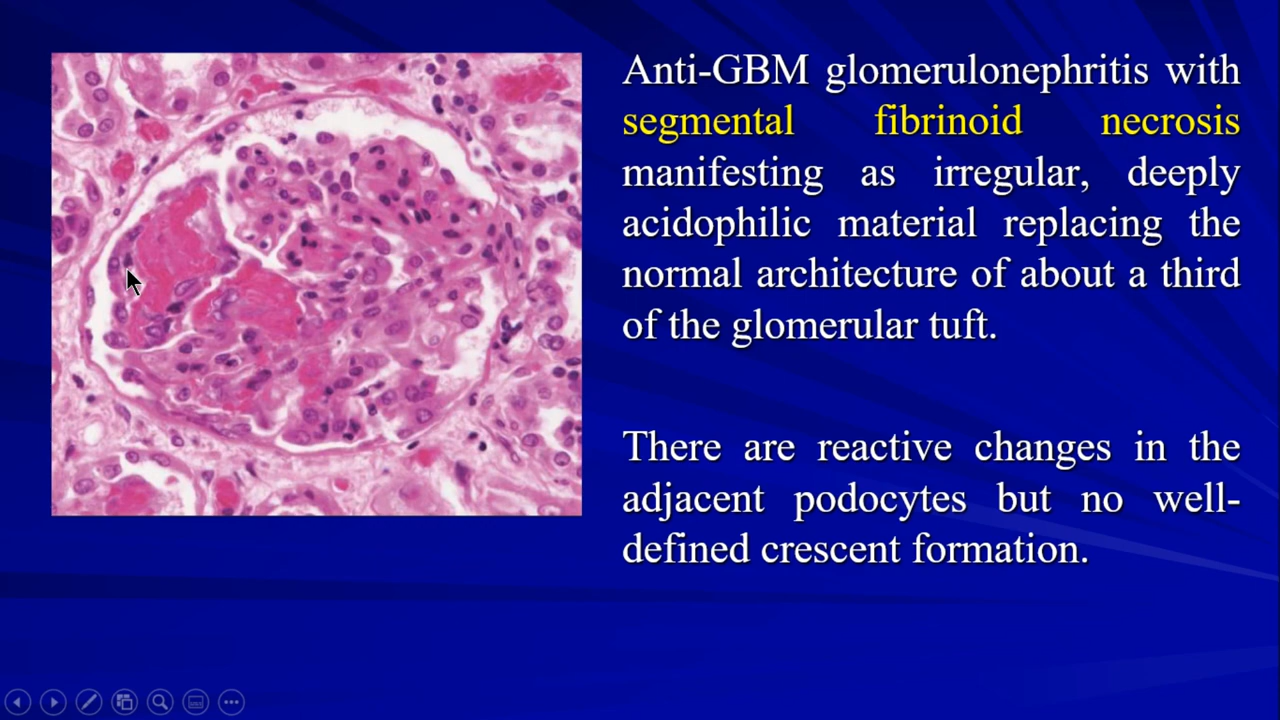 Anti-GBM glomerulonephritis with
segmental fibrinoid necrosis
manifesting as irregular, deeply
acidophilic material replacing the
normal architecture of about a third
of the glomerular tuft.
There are reactive changes in the
adjacent podocytes but no well-
defined crescent formation.